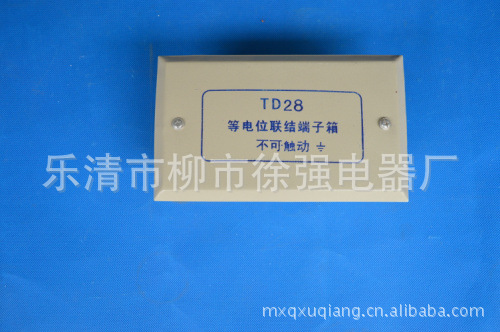 TD28
等电位联结端子箱
不可触动
乐清市柳市徐强电器厂
mxqxuqiang.cn.alibaba.com